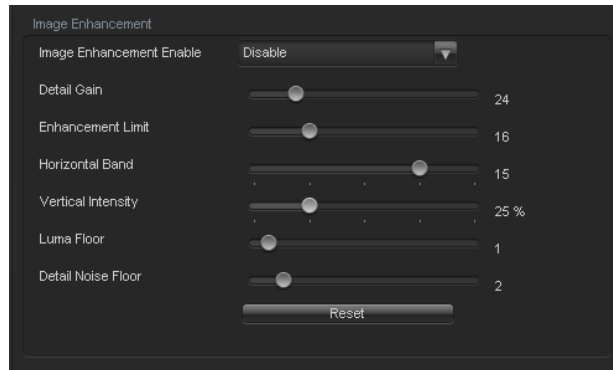 Image Enhancement
Image Enhancement Enable Disable
Detail Gain 24
Enhancement Limit 16
Horizontal Band 15
Vertical Intensity 25 %
Luma Floor 1
Detail Noise Floor 2
Reset